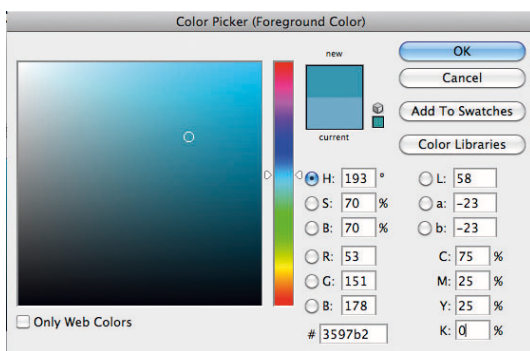 Color Picker (Foreground Color)
new
current
OK
Cancel
Add To Swatches
Color Libraries
H: 193 °
S: 70 %
B: 70 %
R: 53
G: 151
B: 178
# 3597b2
L: 58
a: -23
b: -23
C: 75 %
M: 25 %
Y: 25 %
K: 0 %
Only Web Colors